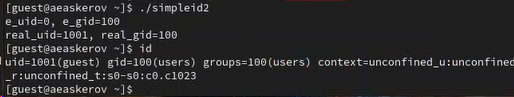 [guest@aeaskerov ~]$ ./simpleid2
e_uid=0, e_gid=100
real_uid=1001, real_gid=100
[guest@aeaskerov ~]$ id
uid=1001(guest) gid=100(users) groups=100(users) context=unconfined_u:unconfined
_r:unconfined_t:s0-s0:c0.c1023
[guest@aeaskerov ~]$